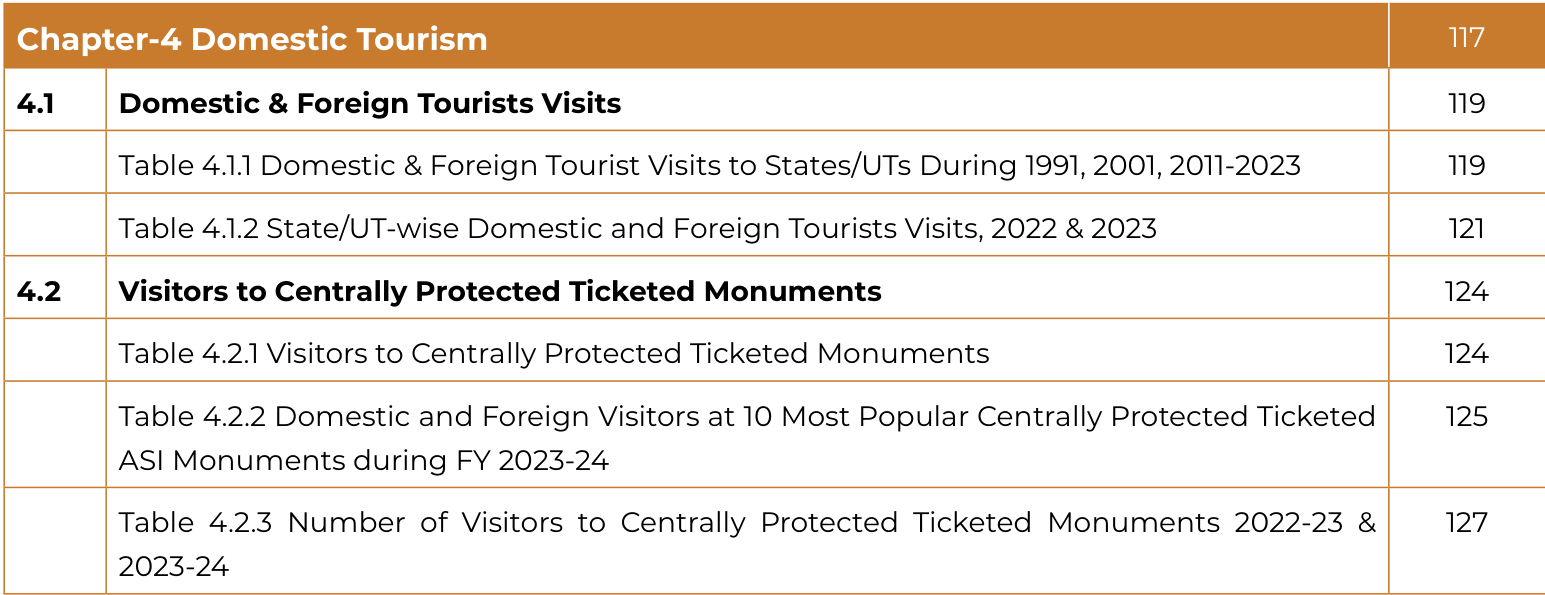 Chapter-4 Domestic Tourism 117
4.1 Domestic & Foreign Tourists Visits 119
Table 4.1.1 Domestic & Foreign Tourist Visits to States/UTs During 1991, 2001, 2011-2023 119
Table 4.1.2 State/UT-wise Domestic and Foreign Tourists Visits, 2022 & 2023 121
4.2 Visitors to Centrally Protected Ticketed Monuments 124
Table 4.2.1 Visitors to Centrally Protected Ticketed Monuments 124
Table 4.2.2 Domestic and Foreign Visitors at 10 Most Popular Centrally Protected Ticketed 125
ASI Monuments during FY 2023-24
Table 4.2.3 Number of Visitors to Centrally Protected Ticketed Monuments 2022-23 & 127
2023-24